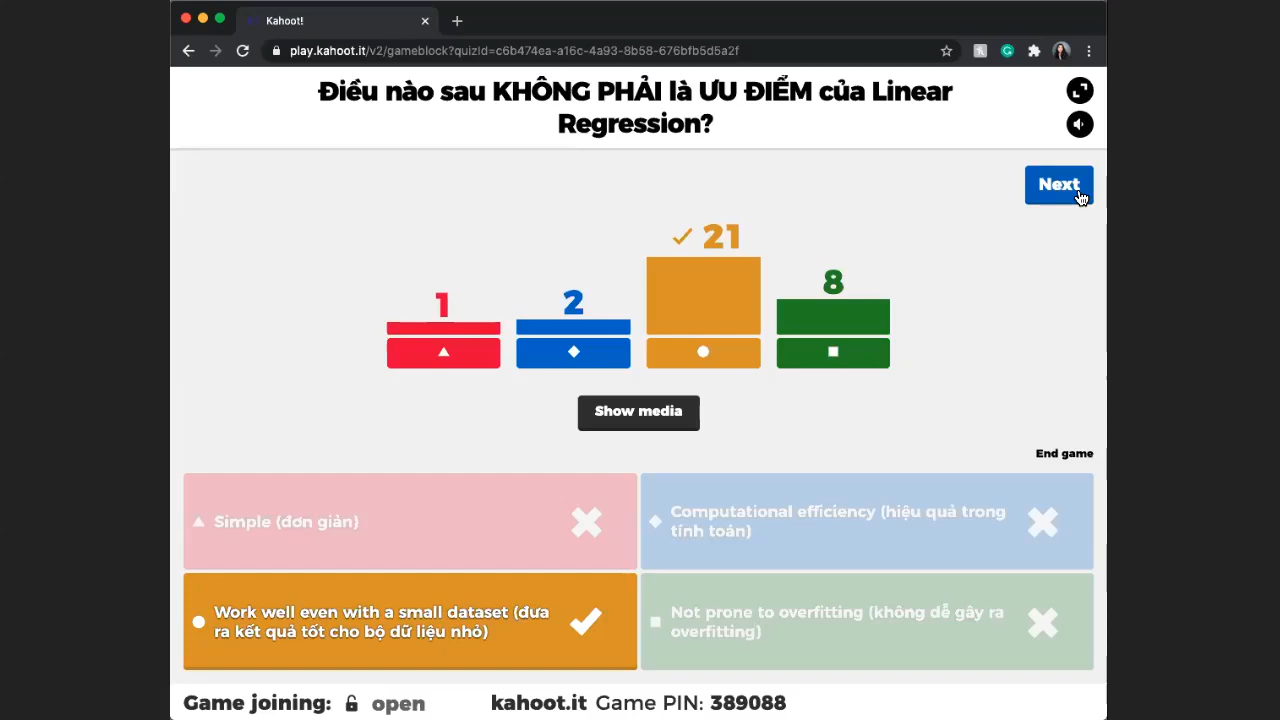 Kahoot!
play.kahoot.it/v2/gameblock?quizId=c6b474ea-a16c-4a93-8b58-676bfb5d5a2f
Điều nào sau KHÔNG PHẢI là ƯU ĐIỂM của Linear
Regression?
Next
1
2
21
8
Show media
End game
Simple (đơn giản)
Computational efficiency (hiệu quả trong
tính toán)
Work well even with a small dataset (đưa
ra kết quả tốt cho bộ dữ liệu nhỏ)
Not prone to overfitting (không dễ gây ra
overfitting)
Game joining: open
kahoot.it Game PIN: 389088